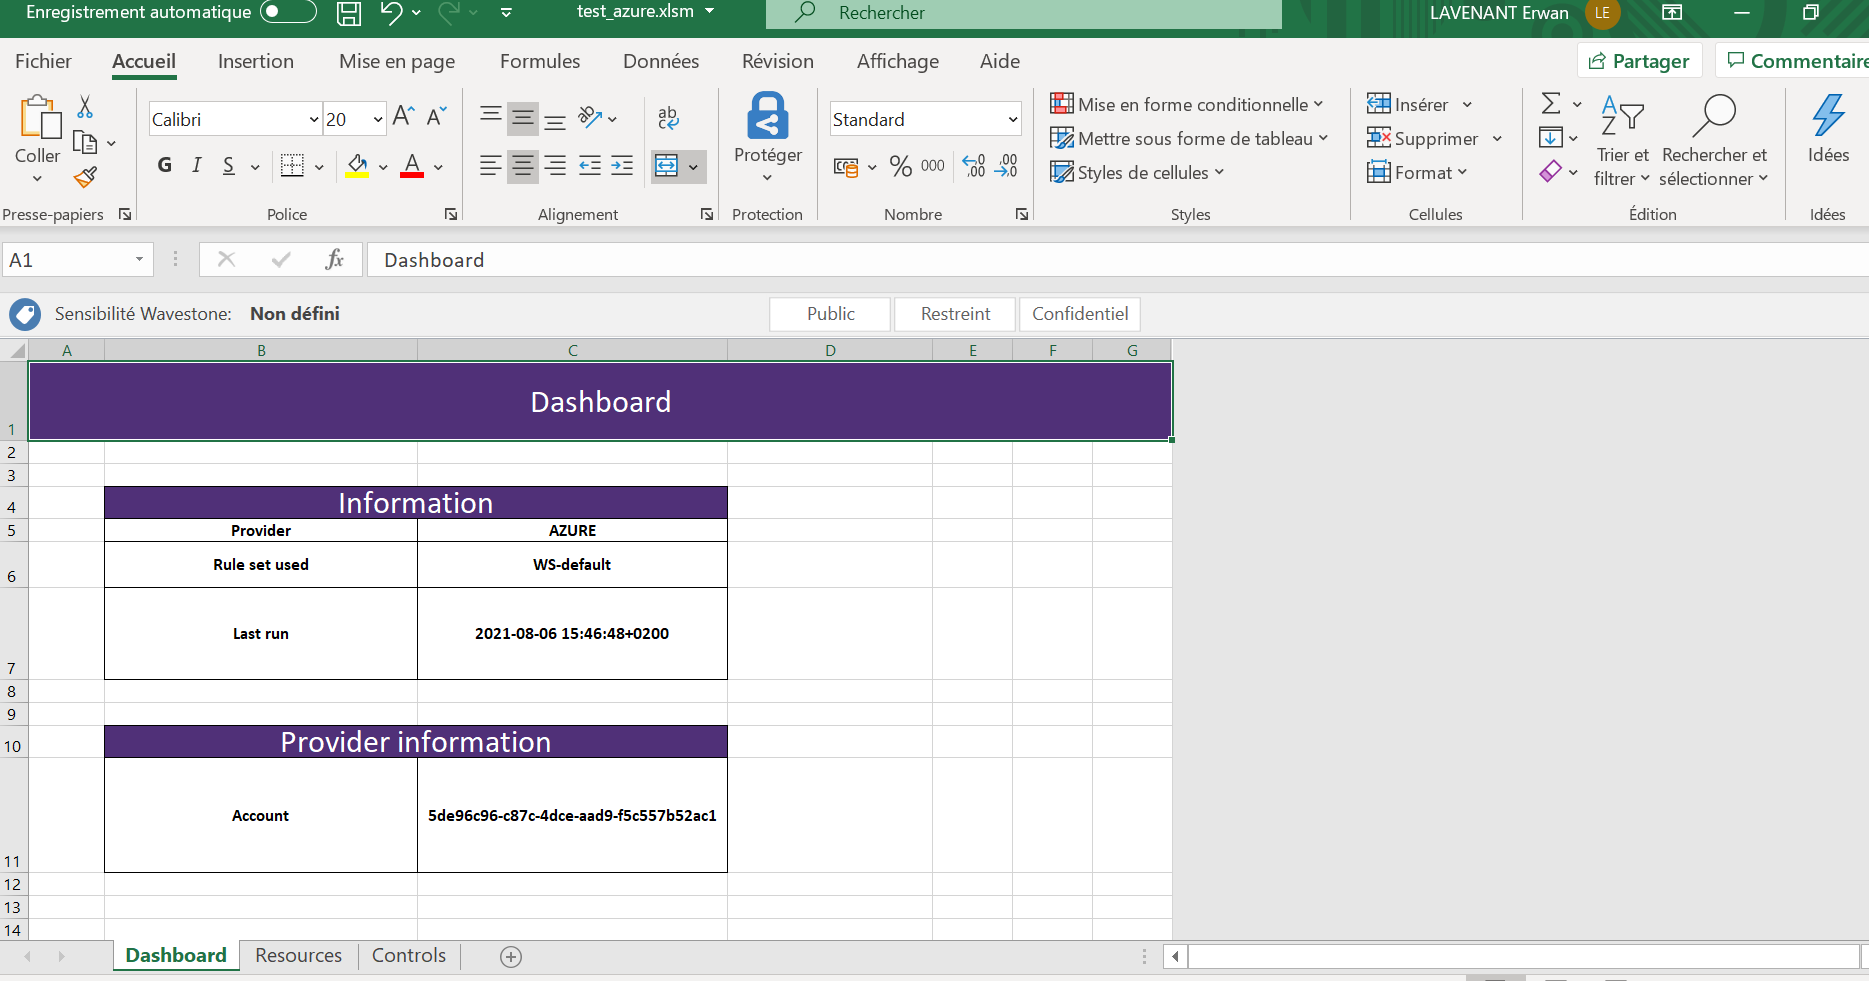 Enregistrement automatique
test_azure.xlsm
Rechercher
LAVENANT Erwan
LE
Fichier Accueil Insertion Mise en page Formules Données Révision Affichage Aide
Partager
Commentaire
Coller
Presse-papiers
Calibri
20
G I S
Police
ab
Alignement
Protéger
Protection
Standard
% 000
Nombre
Mise en forme conditionnelle
Mettre sous forme de tableau
Styles de cellules
Styles
Insérer
Supprimer
Format
Cellules
Trier et
filtrer
Rechercher et
sélectionner
Édition
Idées
Idées
A1
fx
Dashboard
Sensibilité Wavestone: Non défini
Public
Restreint
Confidentiel
A B C D E F G
1 Dashboard
2
3
4 Information
5 Provider AZURE
6 Rule set used WS-default
7 Last run 2021-08-06 15:46:48+0200
8
9
10 Provider information
11 Account 5de96c96-c87c-4dce-aad9-f5c557b52ac1
12
13
14
Dashboard Resources Controls